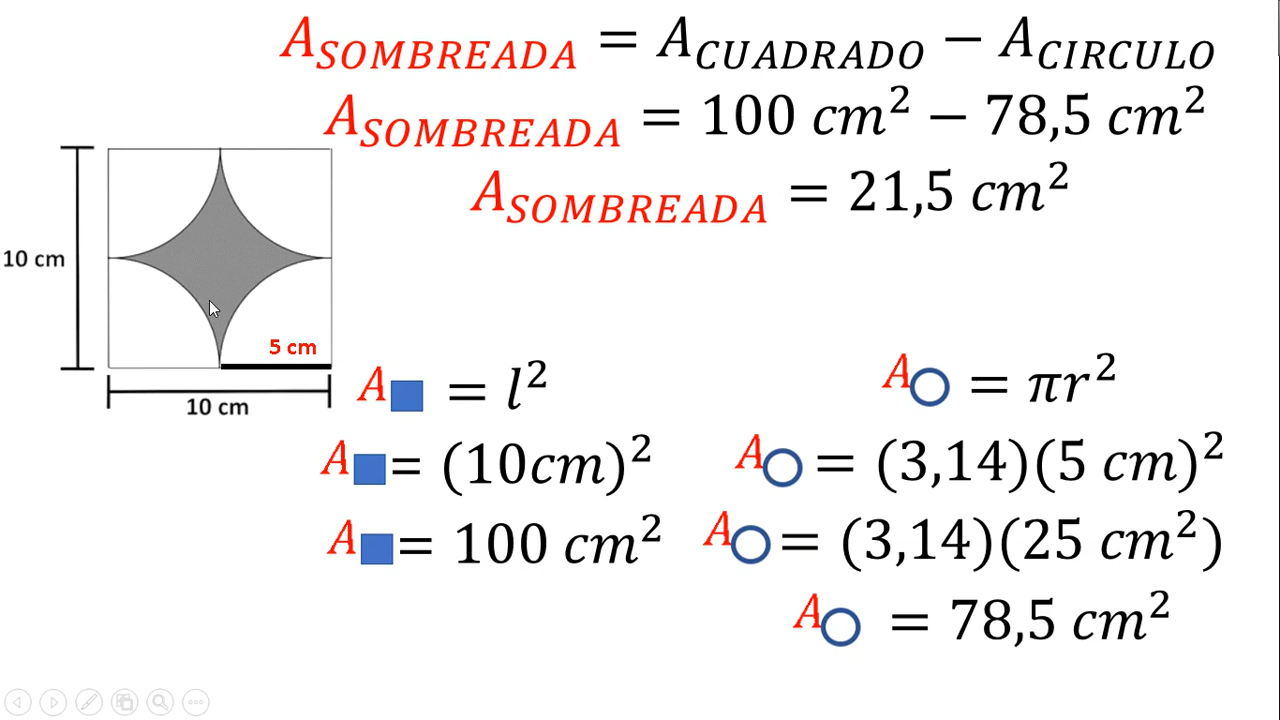 A_SOMBREADA = A_CUADRADO − A_CIRCULO
A_SOMBREADA = 100 cm² − 78,5 cm²
A_SOMBREADA = 21,5 cm²
10 cm
5 cm
10 cm
A■ = l²
A■ = (10cm)²
A■ = 100 cm²
A○ = πr²
A○ = (3,14)(5 cm)²
A○ = (3,14)(25 cm²)
A○ = 78,5 cm²